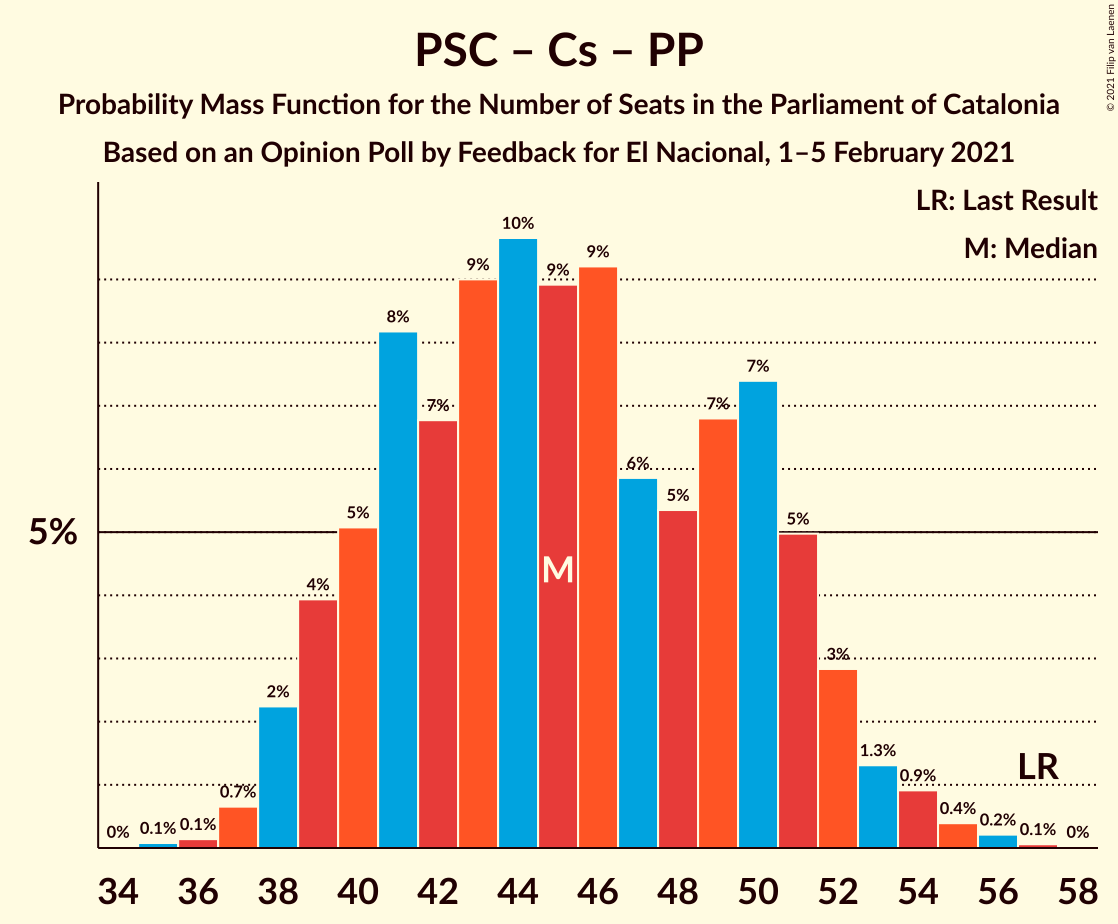 PSC – Cs – PP
Probability Mass Function for the Number of Seats in the Parliament of Catalonia
Based on an Opinion Poll by Feedback for El Nacional, 1–5 February 2021
© 2021 Filip van Laenen
LR: Last Result
M: Median
5%
0% 0.1% 0.1% 0.7% 2% 4% 5% 8% 7% 9% 10% 9% 9% 6% 5% 7% 7% 5% 3% 1.3% 0.9% 0.4% 0.2% 0.1% 0%
M
LR
34 36 38 40 42 44 46 48 50 52 54 56 58